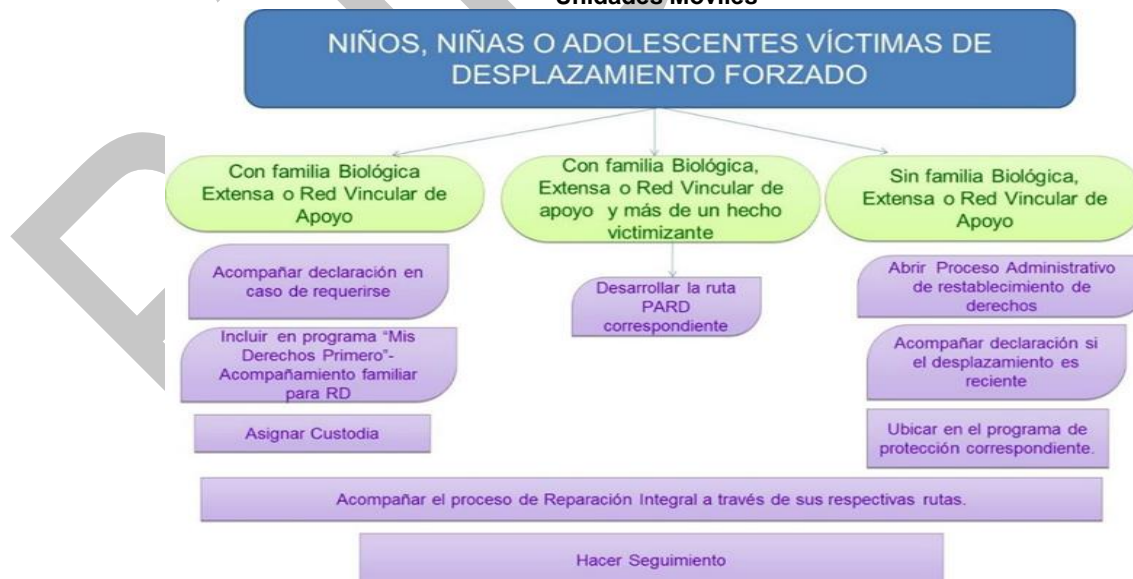 Unidades Móviles
NIÑOS, NIÑAS O ADOLESCENTES VÍCTIMAS DE
DESPLAZAMIENTO FORZADO
Con familia Biológica
Extensa o Red Vincular de
Apoyo
Con familia Biológica,
Extensa o Red Vincular de
apoyo y más de un hecho
victimizante
Sin familia Biológica,
Extensa o Red Vincular de
Apoyo
Acompañar declaración en
caso de requerirse
Incluir en programa “Mis
Derechos Primero”-
Acompañamiento familiar
para RD
Asignar Custodia
Desarrollar la ruta
PARD
correspondiente
Abrir Proceso Administrativo
de restablecimiento de
derechos
Acompañar declaración si
el desplazamiento es
reciente
Ubicar en el programa de
protección correspondiente.
Acompañar el proceso de Reparación Integral a través de sus respectivas rutas.
Hacer Seguimiento